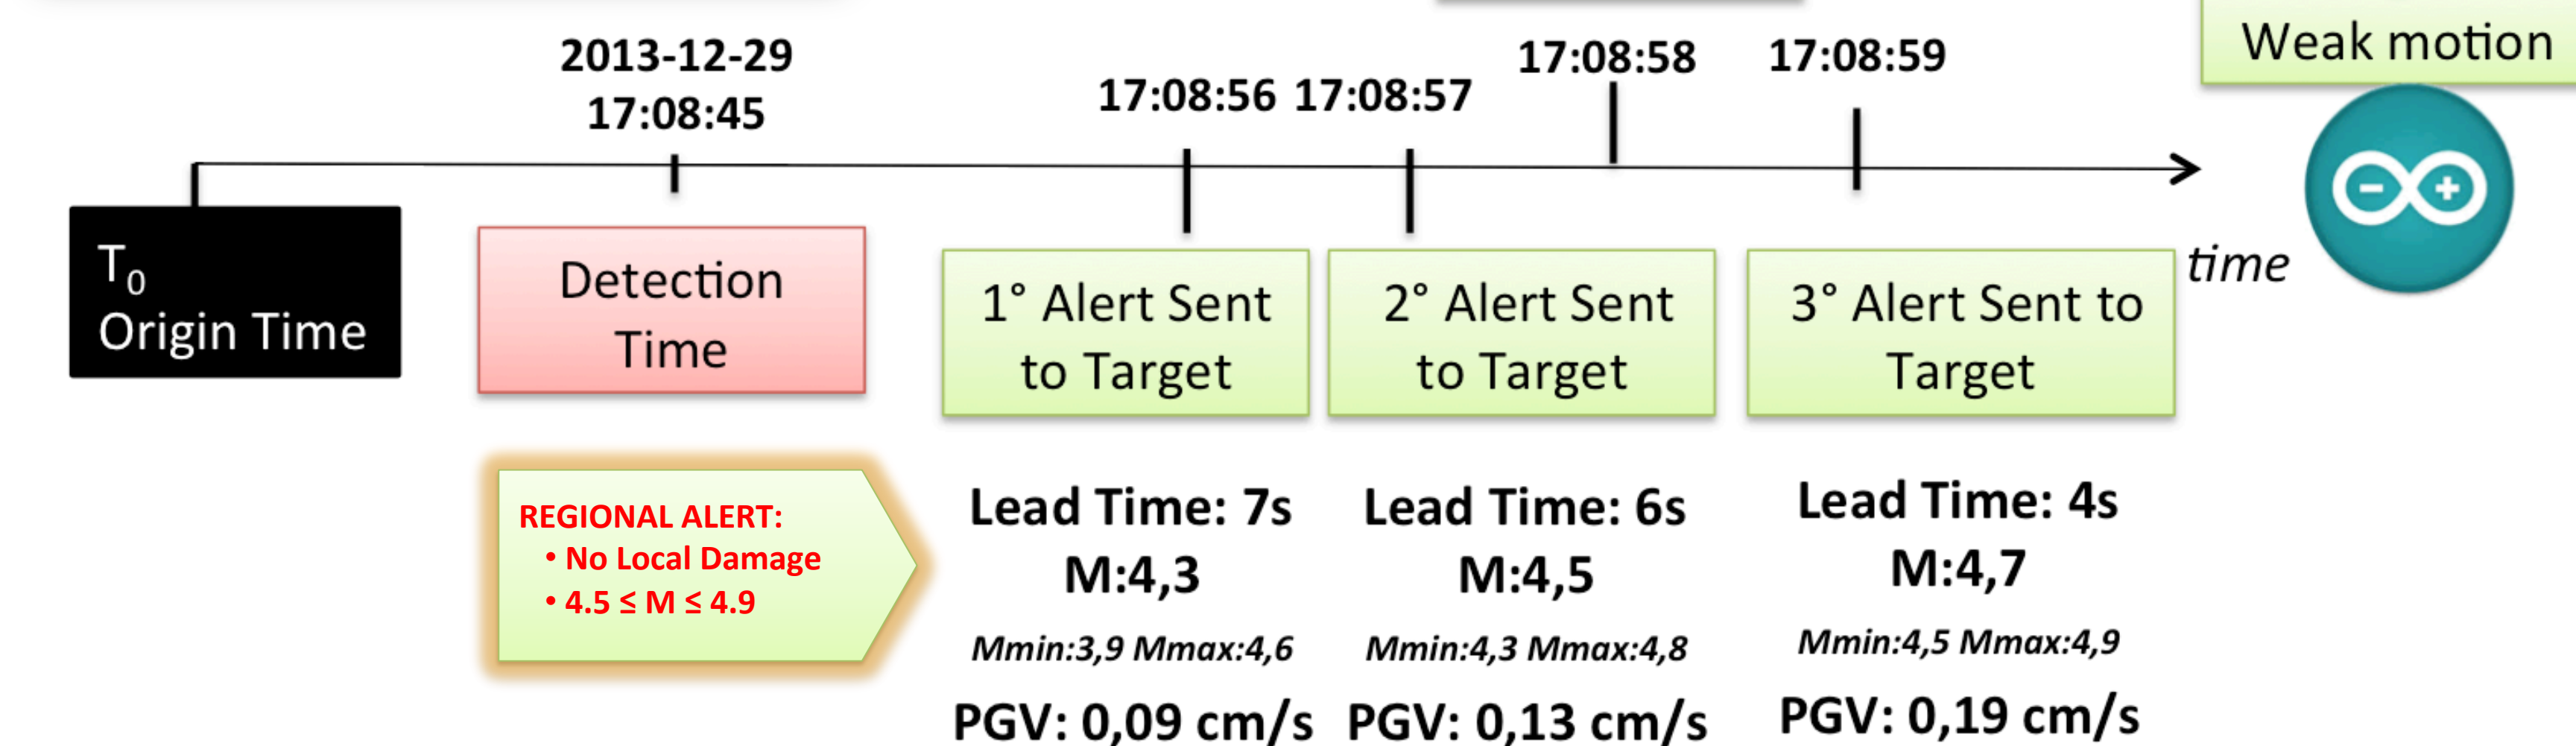 Weak motion
2013-12-29
17:08:45
17:08:56
17:08:57
17:08:58
17:08:59
time
T₀
Origin Time
Detection
Time
1° Alert Sent
to Target
2° Alert Sent
to Target
3° Alert Sent to
Target
REGIONAL ALERT:
• No Local Damage
• 4.5 ≤ M ≤ 4.9
Lead Time: 7s
M:4,3
Mmin:3,9 Mmax:4,6
PGV: 0,09 cm/s
Lead Time: 6s
M:4,5
Mmin:4,3 Mmax:4,8
PGV: 0,13 cm/s
Lead Time: 4s
M:4,7
Mmin:4,5 Mmax:4,9
PGV: 0,19 cm/s